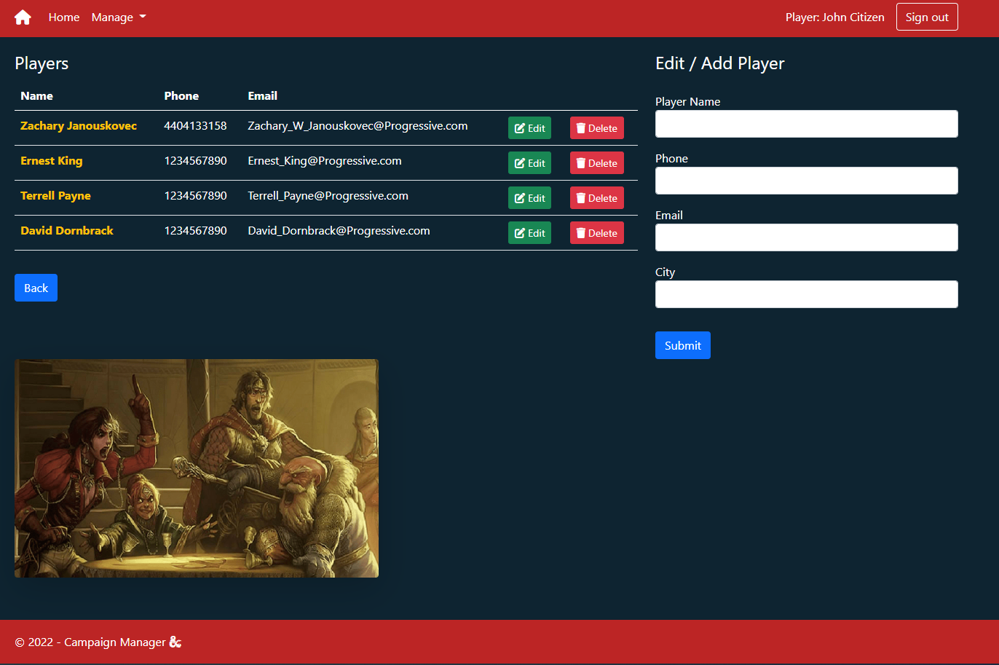 Home Manage Player: John Citizen Sign out
Players
Name Phone Email
Zachary Janouskovec 4404133158 Zachary_W_Janouskovec@Progressive.com Edit Delete
Ernest King 1234567890 Ernest_King@Progressive.com Edit Delete
Terrell Payne 1234567890 Terrell_Payne@Progressive.com Edit Delete
David Dornbrack 1234567890 David_Dornbrack@Progressive.com Edit Delete
Back
Edit / Add Player
Player Name
Phone
Email
City
Submit
© 2022 - Campaign Manager &